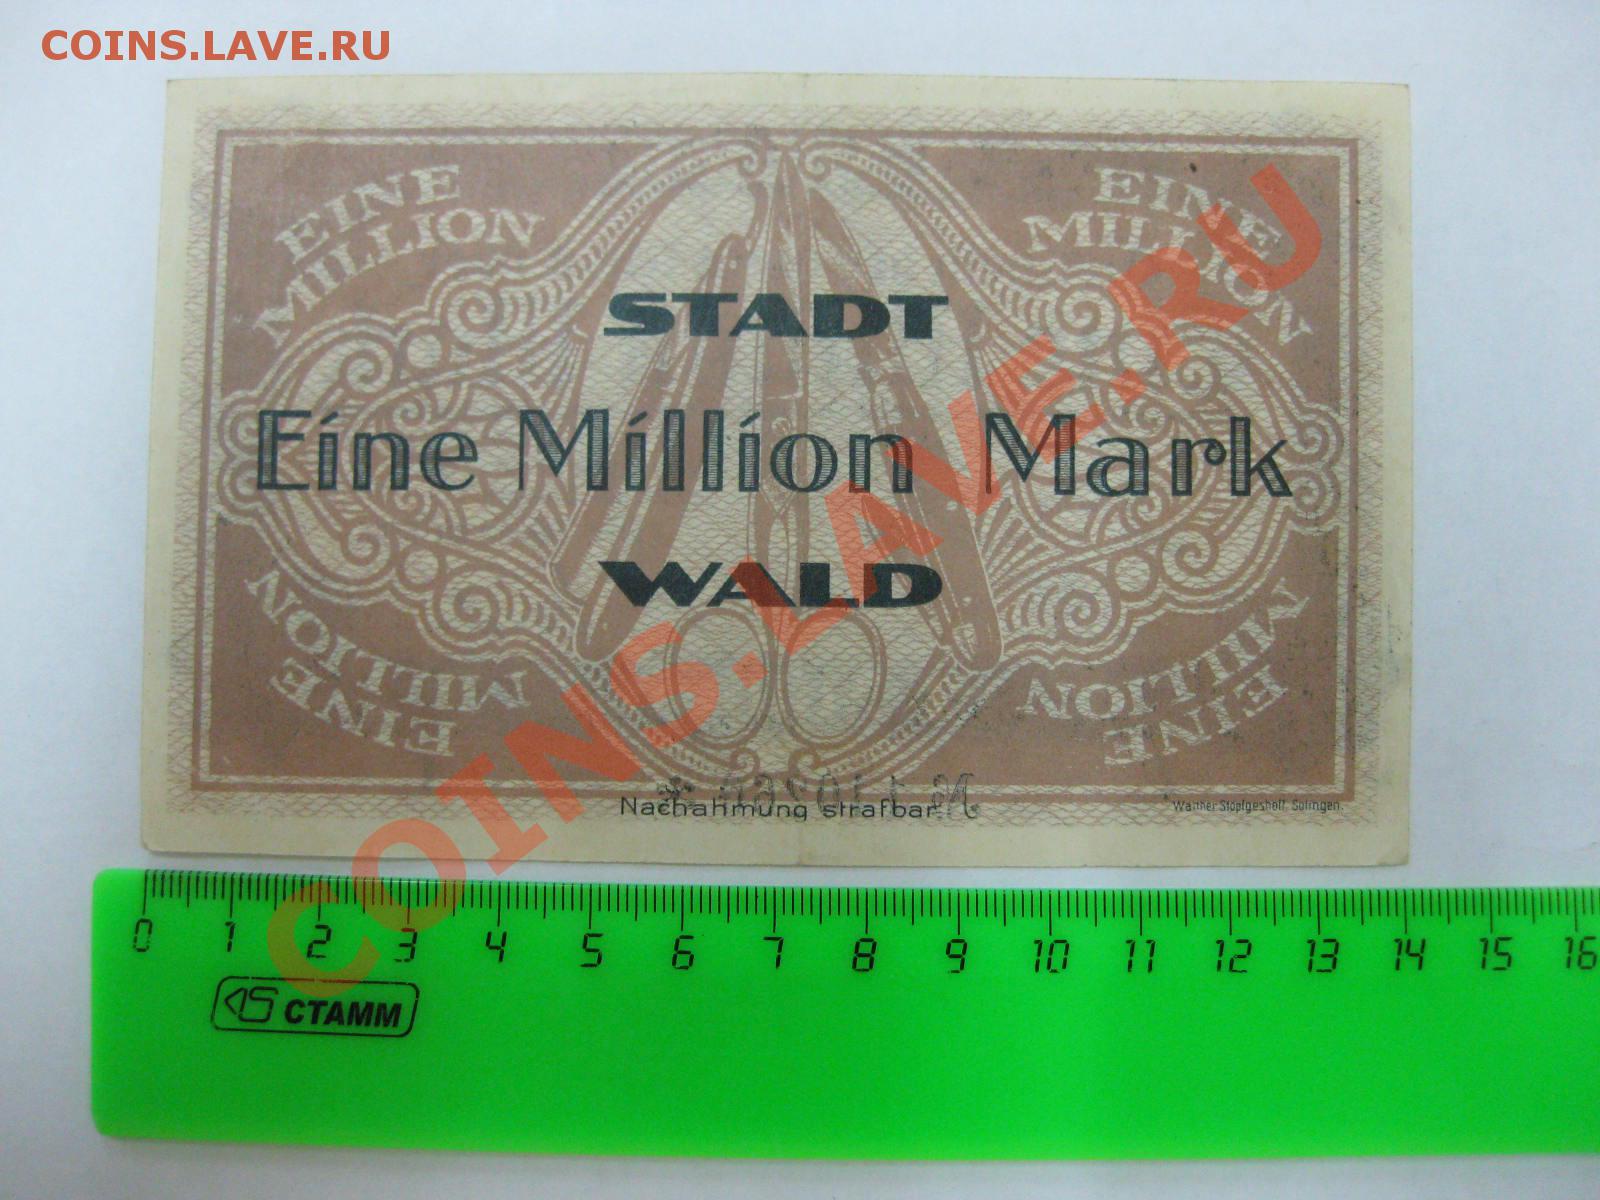 COINS.LAVE.RU
EINE
MILLION
EINE
MILLION
STADT
Eine Million Mark
WALD
EINE
MILLION
EINE
MILLION
Nachahmung strafbar.
Walther Stopfgeshoff, Solingen.
COINS.LAVE.RU
0 1 2 3 4 5 6 7 8 9 10 11 12 13 14 15 16
СТАММ